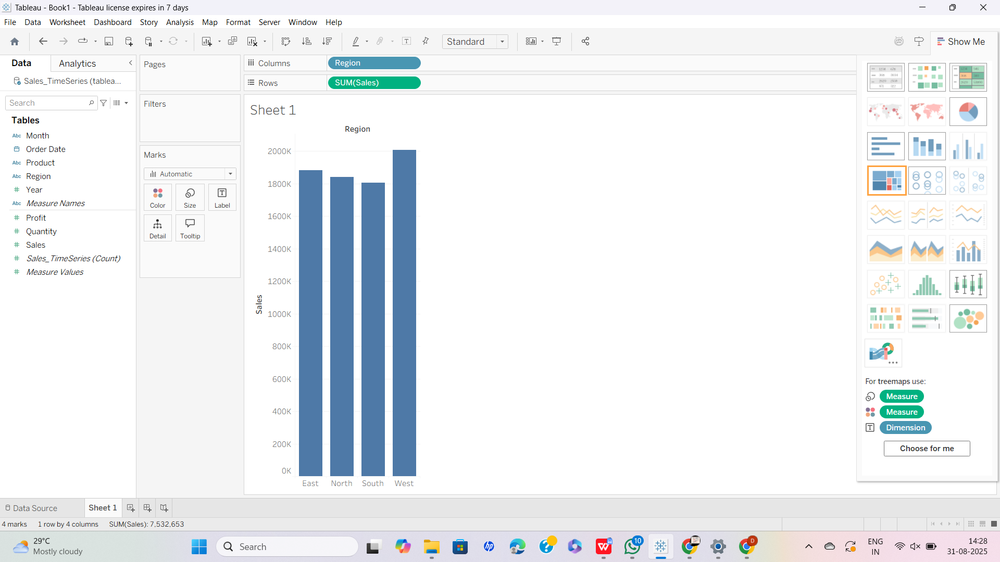 Tableau - Book1 - Tableau license expires in 7 days
File Data Worksheet Dashboard Story Analysis Map Format Server Window Help
Standard
Show Me
Data Analytics
Sales_TimeSeries (tablea...
Search
Tables
Abc Month
Order Date
Abc Product
Abc Region
Year
Abc Measure Names
Profit
Quantity
Sales
Sales_TimeSeries (Count)
Measure Values
Pages
Filters
Marks
Automatic
Color Size Label
Detail Tooltip
Columns Region
Rows SUM(Sales)
Sheet 1
Region
Sales
2000K
1800K
1600K
1400K
1200K
1000K
800K
600K
400K
200K
0K
East North South West
For treemaps use:
Measure
Measure
Dimension
Choose for me
Data Source Sheet 1
4 marks 1 row by 4 columns SUM(Sales): 7,532,653
29°C
Mostly cloudy
Search
10
D
ENG
IN
14:28
31-08-2025